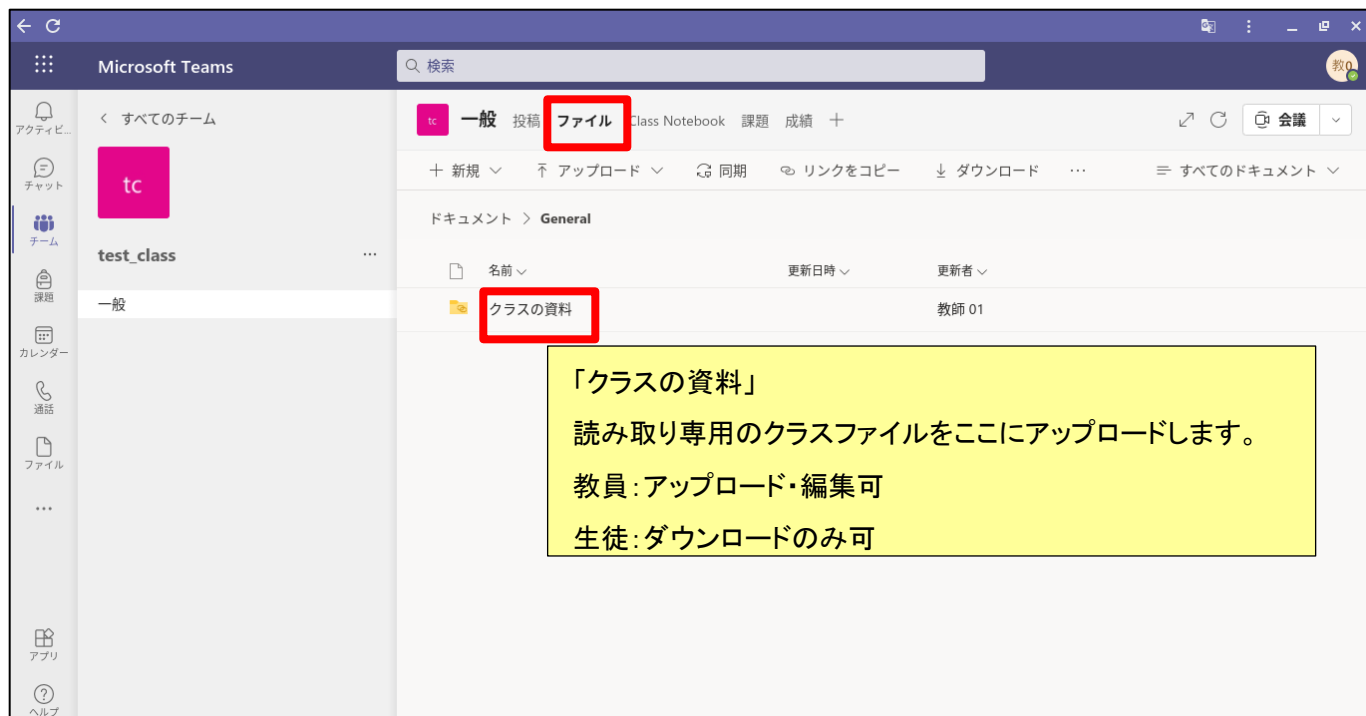 Microsoft Teams
検索
教0
アクティビ...
チャット
チーム
課題
カレンダー
通話
ファイル
...
アプリ
ヘルプ
すべてのチーム
tc
test_class
...
一般
tc 一般 投稿 ファイル Class Notebook 課題 成績 +
会議
+ 新規 アップロード 同期 リンクをコピー ダウンロード ... すべてのドキュメント
ドキュメント > General
名前 更新日時 更新者
クラスの資料 教師 01
「クラスの資料」
読み取り専用のクラスファイルをここにアップロードします。
教員:アップロード・編集可
生徒:ダウンロードのみ可